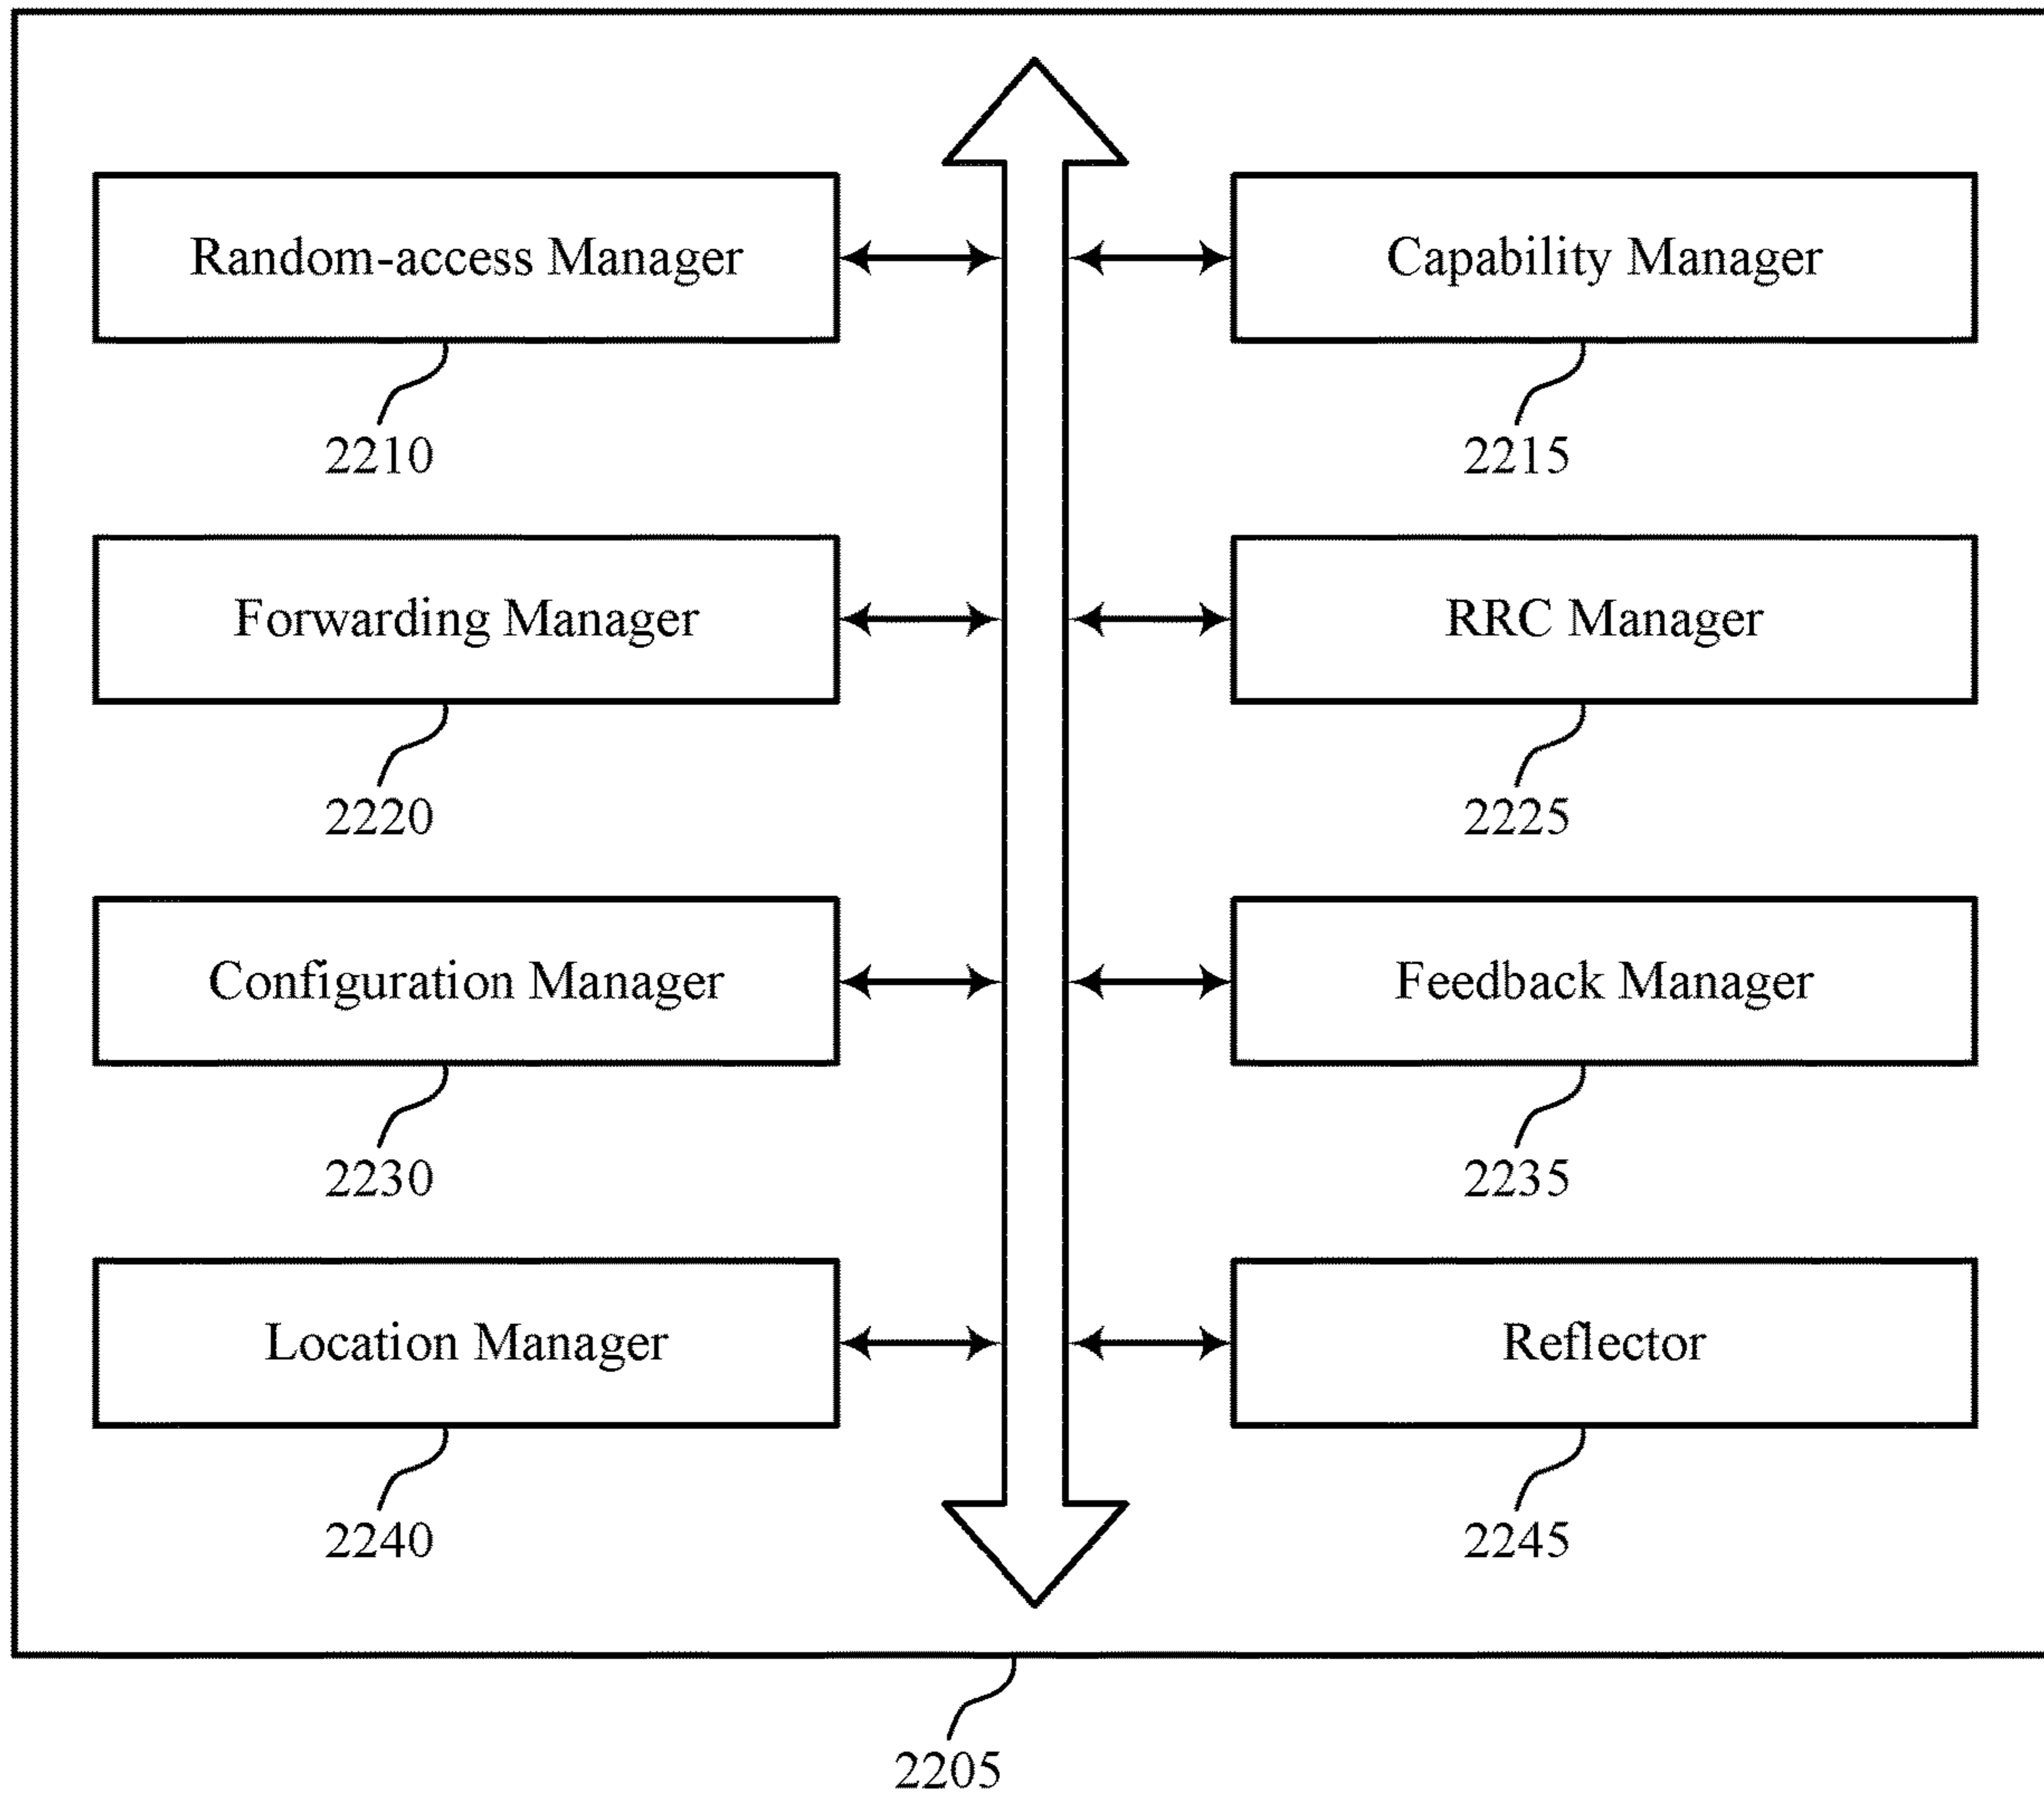 Random-access Manager
Capability Manager
2210
2215
Forwarding Manager
RRC Manager
2220
2225
Configuration Manager
Feedback Manager
2230
2235
Location Manager
Reflector
2240
2245
2205